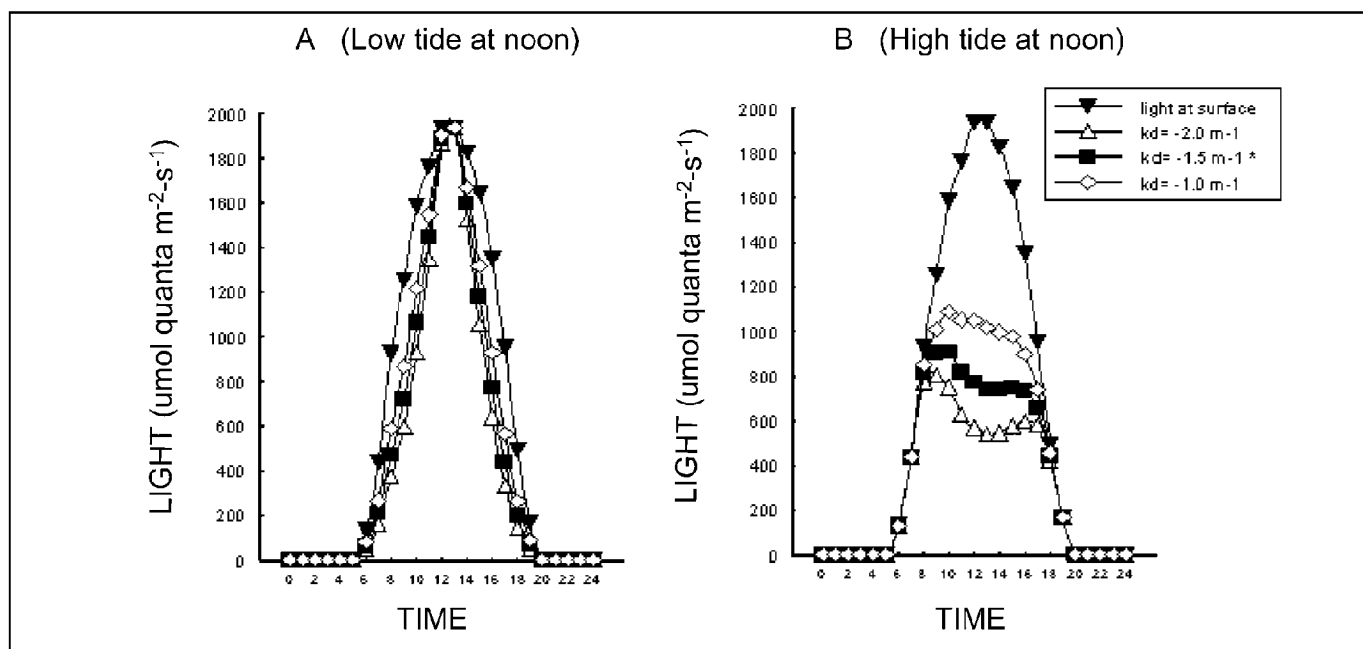 A (Low tide at noon)
B (High tide at noon)
light at surface
kd= -2.0 m-1
kd= -1.5 m-1 *
kd= -1.0 m-1
LIGHT (umol quanta m-2-s-1)
2000
1800
1600
1400
1200
1000
800
600
400
200
0
0 2 4 6 8 10 12 14 16 18 20 22 24
TIME
LIGHT (umol quanta m-2-s-1)
2000
1800
1600
1400
1200
1000
800
600
400
200
0
0 2 4 6 8 10 12 14 16 18 20 22 24
TIME